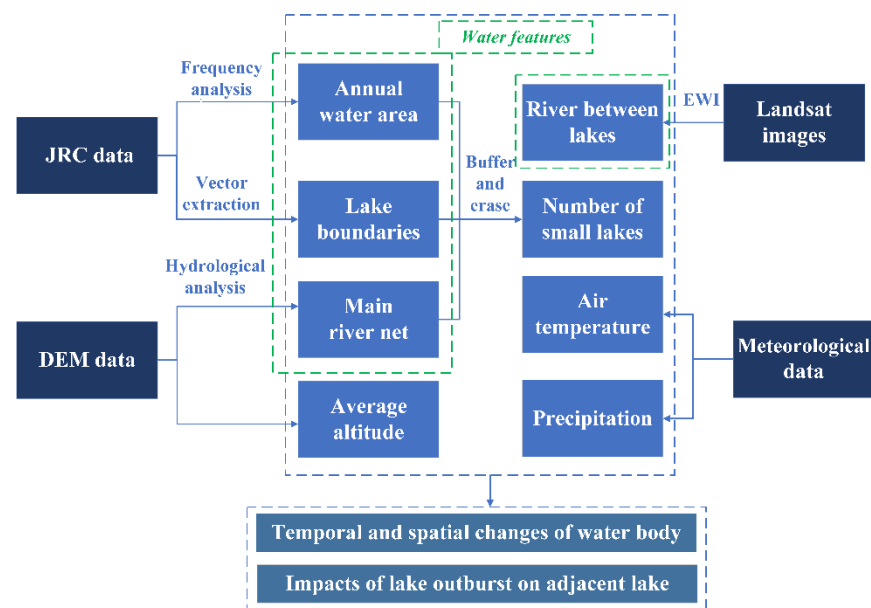 Water features
Frequency
analysis
Annual
water area
River between
lakes
EWI
Landsat
images
JRC data
Vector
extraction
Lake
boundaries
Buffer
and
erase
Number of
small lakes
Hydrological
analysis
Main
river net
Air
temperature
DEM data
Meteorological
data
Average
altitude
Precipitation
Temporal and spatial changes of water body
Impacts of lake outburst on adjacent lake